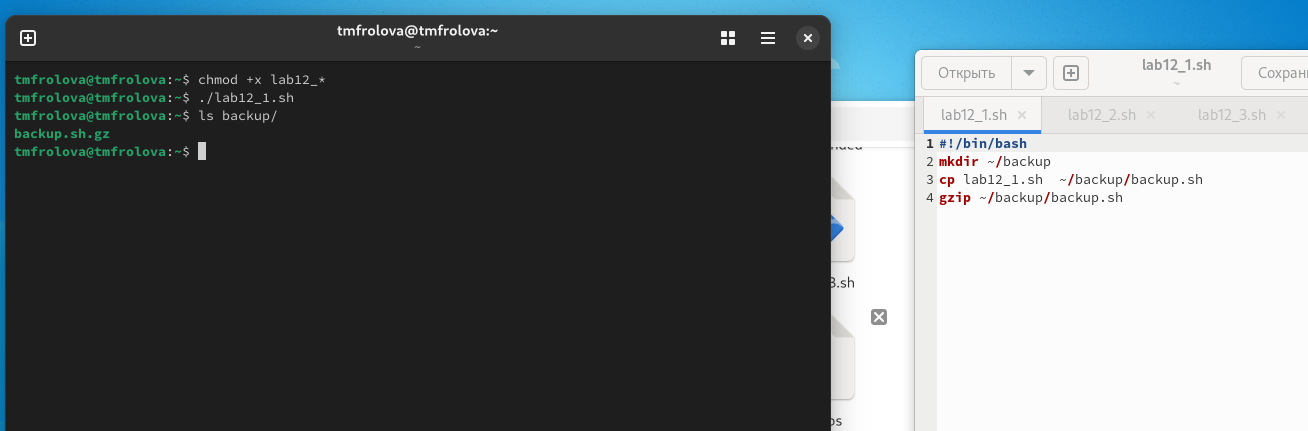 tmfrolova@tmfrolova:~
~
tmfrolova@tmfrolova:~$ chmod +x lab12_*
tmfrolova@tmfrolova:~$ ./lab12_1.sh
tmfrolova@tmfrolova:~$ ls backup/
backup.sh.gz
tmfrolova@tmfrolova:~$
3.sh
Открыть
lab12_1.sh
~
lab12_1.sh
lab12_2.sh
lab12_3.sh
1 #!/bin/bash
2 mkdir ~/backup
3 cp lab12_1.sh  ~/backup/backup.sh
4 gzip ~/backup/backup.sh